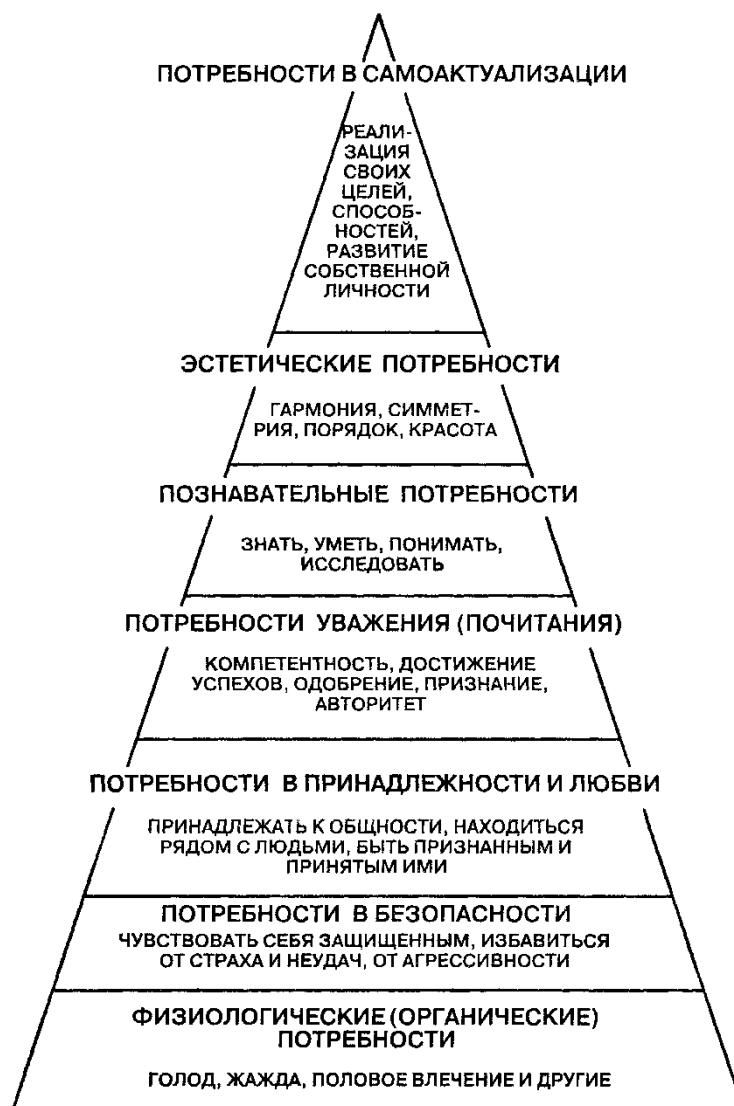 ПОТРЕБНОСТИ В САМОАКТУАЛИЗАЦИИ
РЕАЛИ-
ЗАЦИЯ
СВОИХ
ЦЕЛЕЙ,
СПОСОБ-
НОСТЕЙ,
РАЗВИТИЕ
СОБСТВЕННОЙ
ЛИЧНОСТИ
ЭСТЕТИЧЕСКИЕ ПОТРЕБНОСТИ
ГАРМОНИЯ, СИММЕТ-
РИЯ, ПОРЯДОК, КРАСОТА
ПОЗНАВАТЕЛЬНЫЕ ПОТРЕБНОСТИ
ЗНАТЬ, УМЕТЬ, ПОНИМАТЬ,
ИССЛЕДОВАТЬ
ПОТРЕБНОСТИ УВАЖЕНИЯ (ПОЧИТАНИЯ)
КОМПЕТЕНТНОСТЬ, ДОСТИЖЕНИЕ
УСПЕХОВ, ОДОБРЕНИЕ, ПРИЗНАНИЕ,
АВТОРИТЕТ
ПОТРЕБНОСТИ В ПРИНАДЛЕЖНОСТИ И ЛЮБВИ
ПРИНАДЛЕЖАТЬ К ОБЩНОСТИ, НАХОДИТЬСЯ
РЯДОМ С ЛЮДЬМИ, БЫТЬ ПРИЗНАННЫМ И
ПРИНЯТЫМ ИМИ
ПОТРЕБНОСТИ В БЕЗОПАСНОСТИ
ЧУВСТВОВАТЬ СЕБЯ ЗАЩИЩЕННЫМ, ИЗБАВИТЬСЯ
ОТ СТРАХА И НЕУДАЧ, ОТ АГРЕССИВНОСТИ
ФИЗИОЛОГИЧЕСКИЕ (ОРГАНИЧЕСКИЕ)
ПОТРЕБНОСТИ
ГОЛОД, ЖАЖДА, ПОЛОВОЕ ВЛЕЧЕНИЕ И ДРУГИЕ